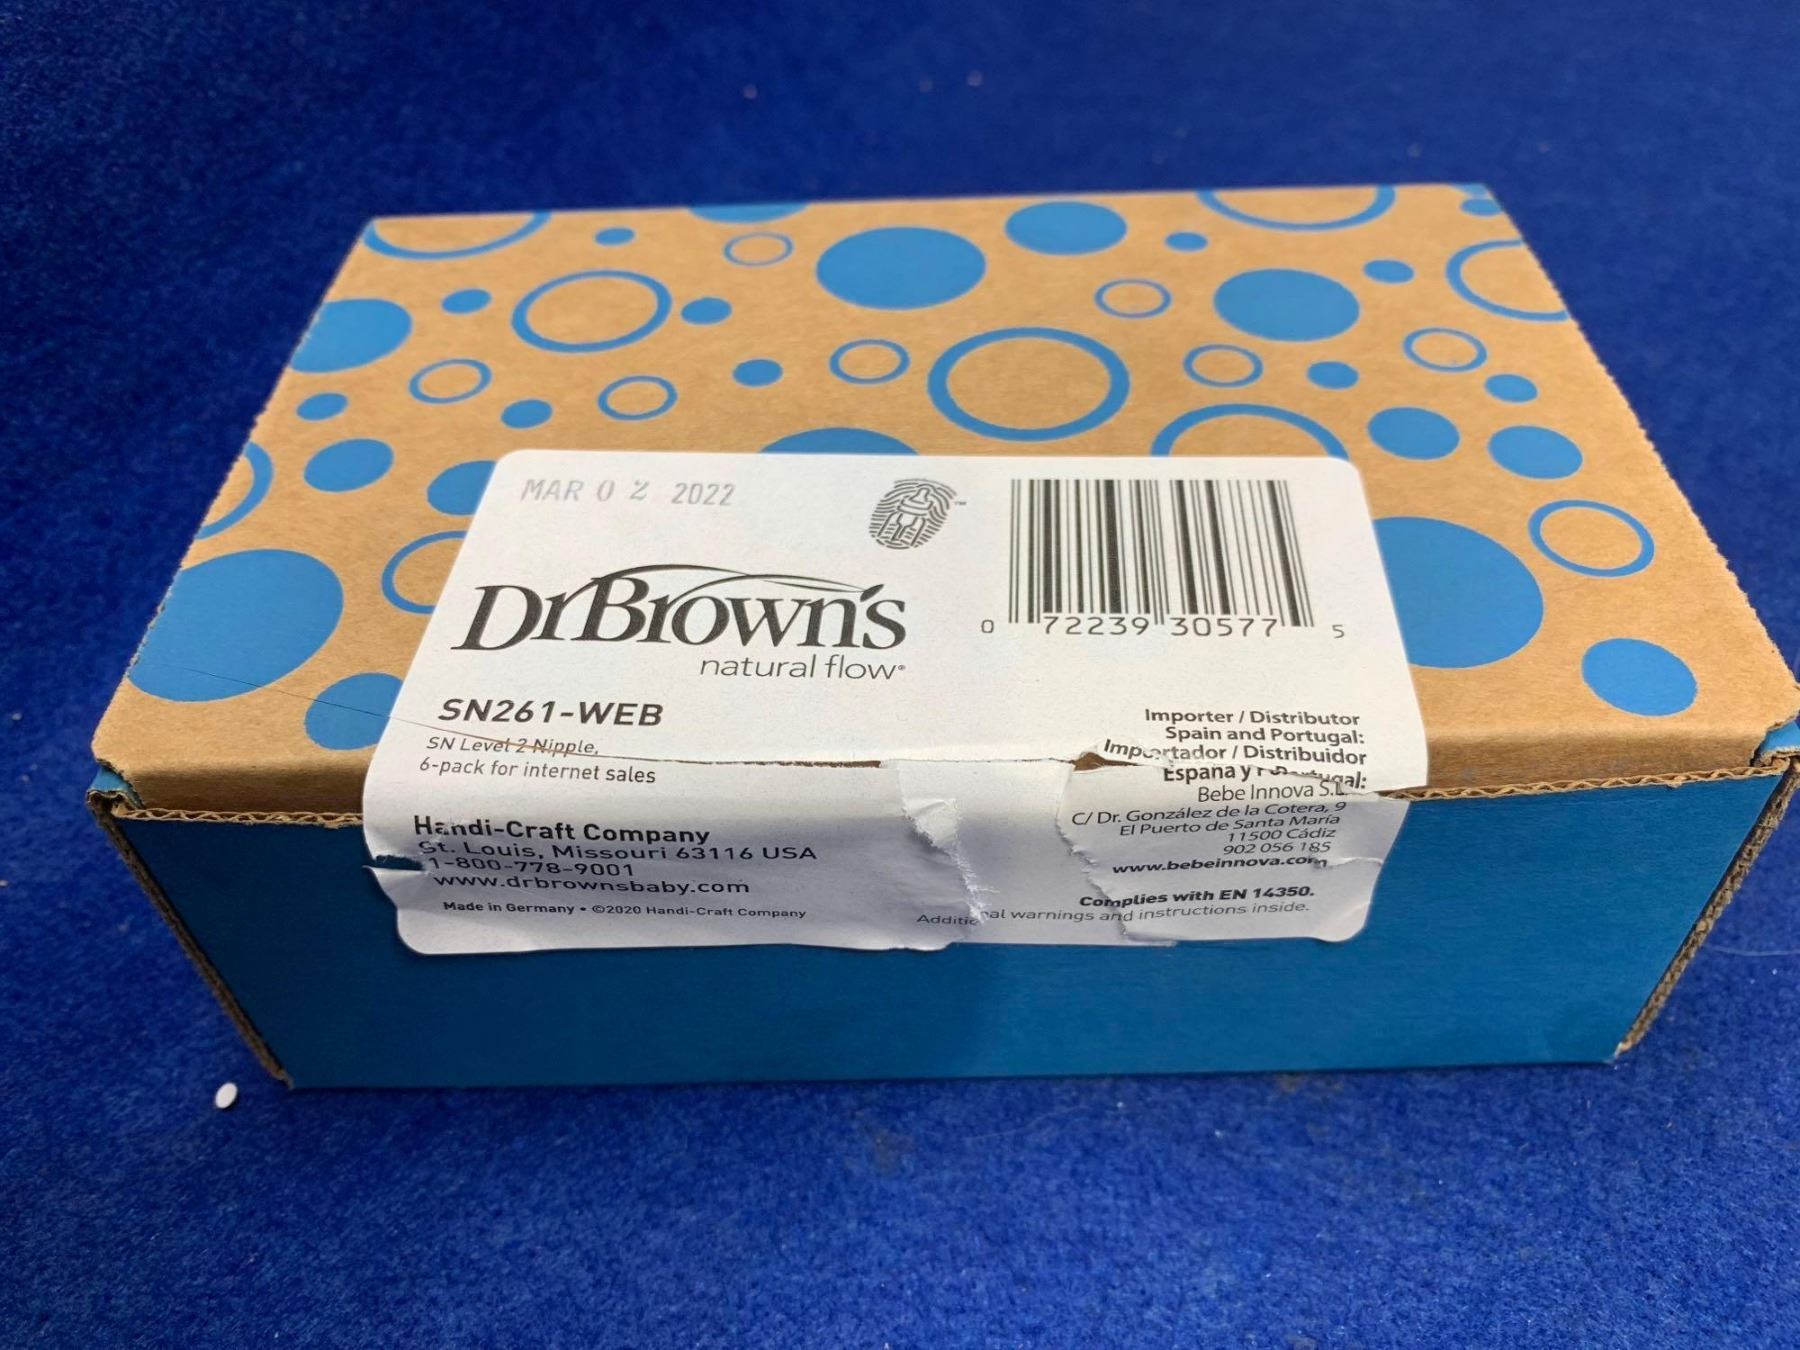 MAR 02 2022
™
DrBrown's
natural flow®
0 72239 30577 5
SN261-WEB
SN Level 2 Nipple,
6-pack for internet sales
Handi-Craft Company
St. Louis, Missouri 63116 USA
1-800-778-9001
www.drbrownsbaby.com
Made in Germany • ©2020 Handi-Craft Company
Importer / Distributor
Spain and Portugal:
Importador / Distribuidor
España y Portugal:
Bebe Innova S.L.
C/ Dr. González de la Cotera, 9
El Puerto de Santa María
11500 Cádiz
902 056 185
www.bebeinnova.com
Complies with EN 14350.
Additional warnings and instructions inside.